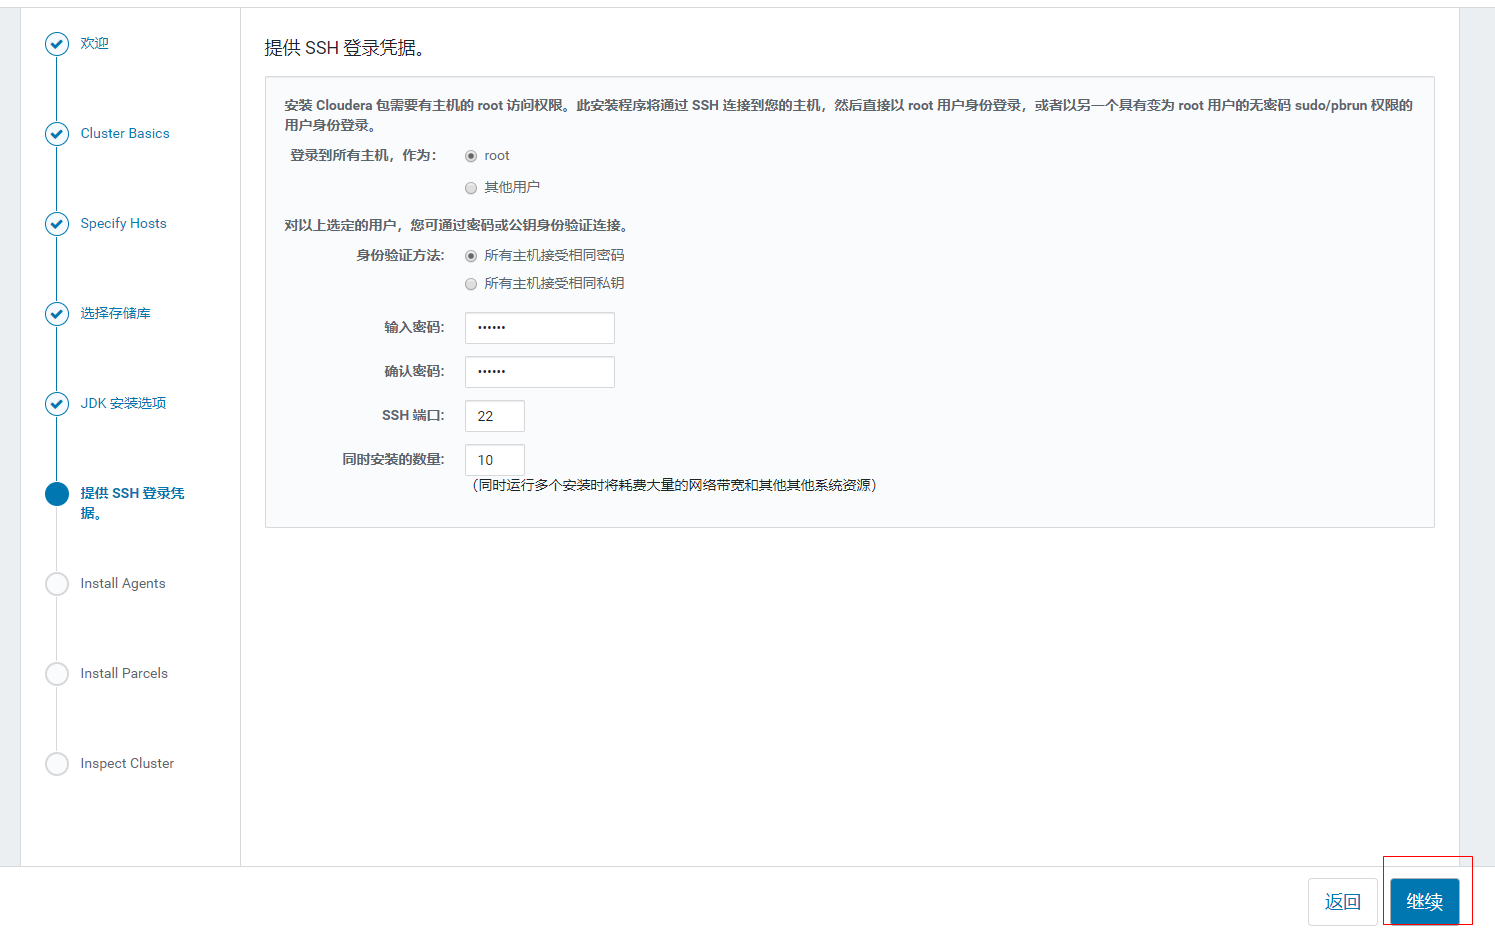 欢迎
Cluster Basics
Specify Hosts
选择存储库
JDK 安装选项
提供 SSH 登录凭
据。
Install Agents
Install Parcels
Inspect Cluster
提供 SSH 登录凭据。
安装 Cloudera 包需要有主机的 root 访问权限。此安装程序将通过 SSH 连接到您的主机，然后直接以 root 用户身份登录，或者以另一个具有变为 root 用户的无密码 sudo/pbrun 权限的
用户身份登录。
登录到所有主机，作为: root
其他用户
对以上选定的用户，您可通过密码或公钥身份验证连接。
身份验证方法: 所有主机接受相同密码
所有主机接受相同私钥
输入密码: ••••••
确认密码: ••••••
SSH 端口: 22
同时安装的数量: 10
（同时运行多个安装时将耗费大量的网络带宽和其他其他系统资源）
返回 继续